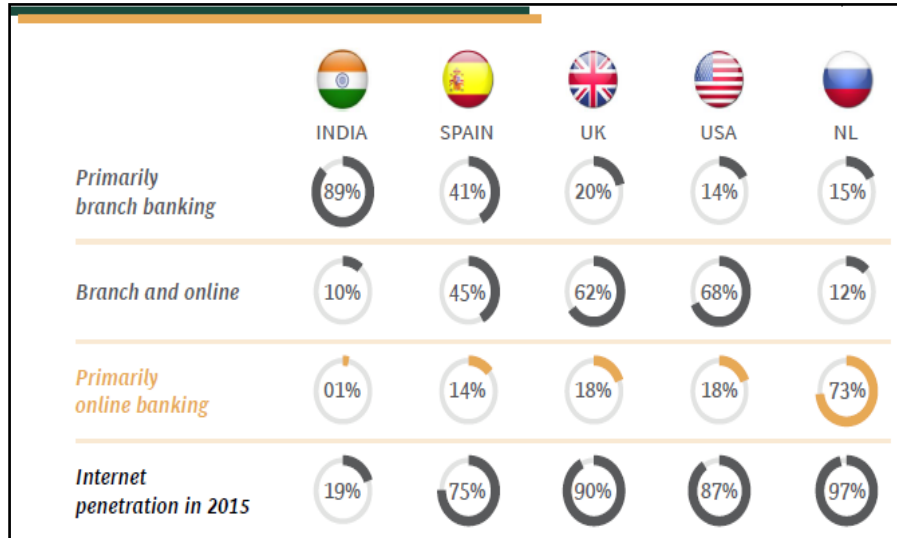 INDIA SPAIN UK USA NL
Primarily
branch banking
89% 41% 20% 14% 15%
Branch and online
10% 45% 62% 68% 12%
Primarily
online banking
01% 14% 18% 18% 73%
Internet
penetration in 2015
19% 75% 90% 87% 97%